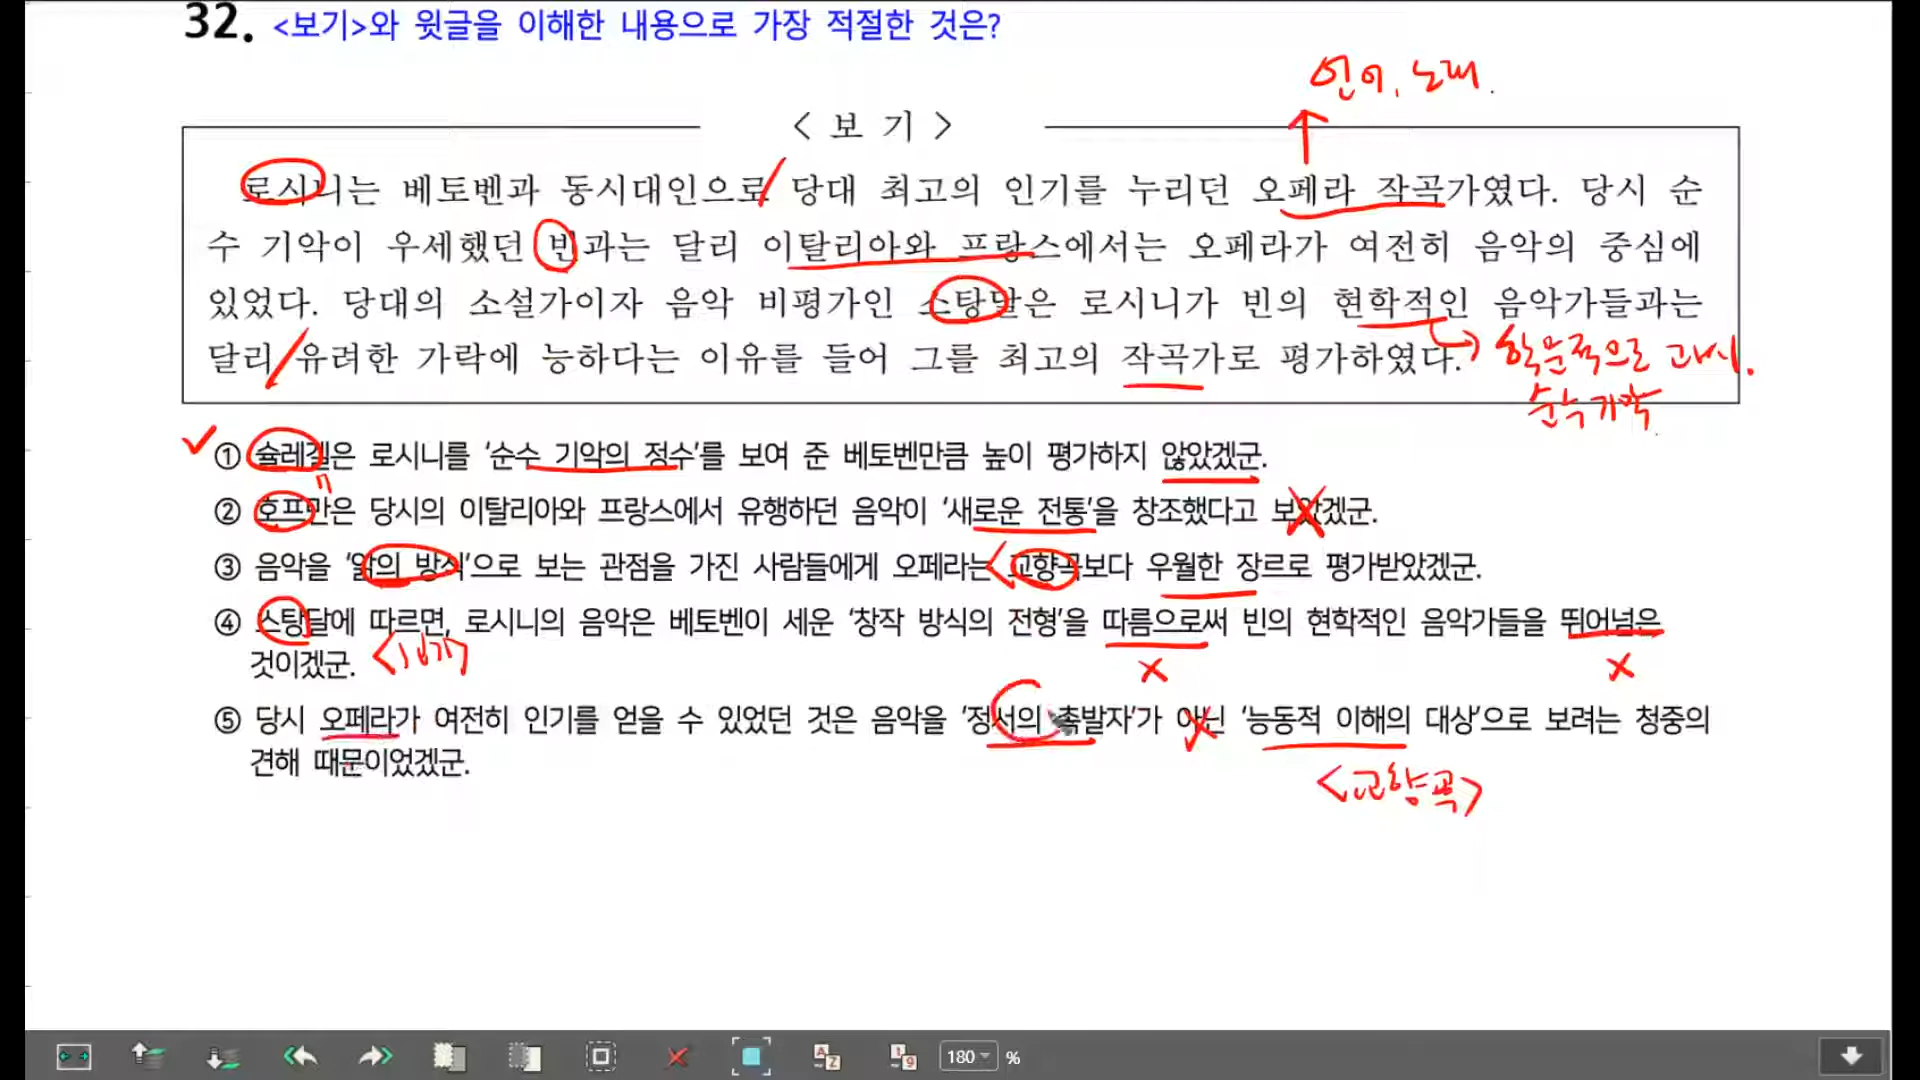 32. <보기>와 윗글을 이해한 내용으로 가장 적절한 것은?
언어, 노래.
< 보 기 >
로시니는 베토벤과 동시대인으로 당대 최고의 인기를 누리던 오페라 작곡가였다. 당시 순
수 기악이 우세했던 빈과는 달리 이탈리아와 프랑스에서는 오페라가 여전히 음악의 중심에
있었다. 당대의 소설가이자 음악 비평가인 스탕달은 로시니가 빈의 현학적인 음악가들과는
달리 유려한 가락에 능하다는 이유를 들어 그를 최고의 작곡가로 평가하였다.
학문적으로 과시.
순수기악
① 슐레겔은 로시니를 ‘순수 기악의 정수’를 보여 준 베토벤만큼 높이 평가하지 않았겠군.
② 호프만은 당시의 이탈리아와 프랑스에서 유행하던 음악이 ‘새로운 전통’을 창조했다고 보았겠군.
③ 음악을 ‘앎의 방식’으로 보는 관점을 가진 사람들에게 오페라는 교향곡보다 우월한 장르로 평가받았겠군.
④ 스탕달에 따르면, 로시니의 음악은 베토벤이 세운 ‘창작 방식의 전형’을 따름으로써 빈의 현학적인 음악가들을 뛰어넘은
것이겠군.
<보기>
⑤ 당시 오페라가 여전히 인기를 얻을 수 있었던 것은 음악을 ‘정서의 촉발자’가 아닌 ‘능동적 이해의 대상’으로 보려는 청중의
견해 때문이었겠군.
<교향곡>
180 %